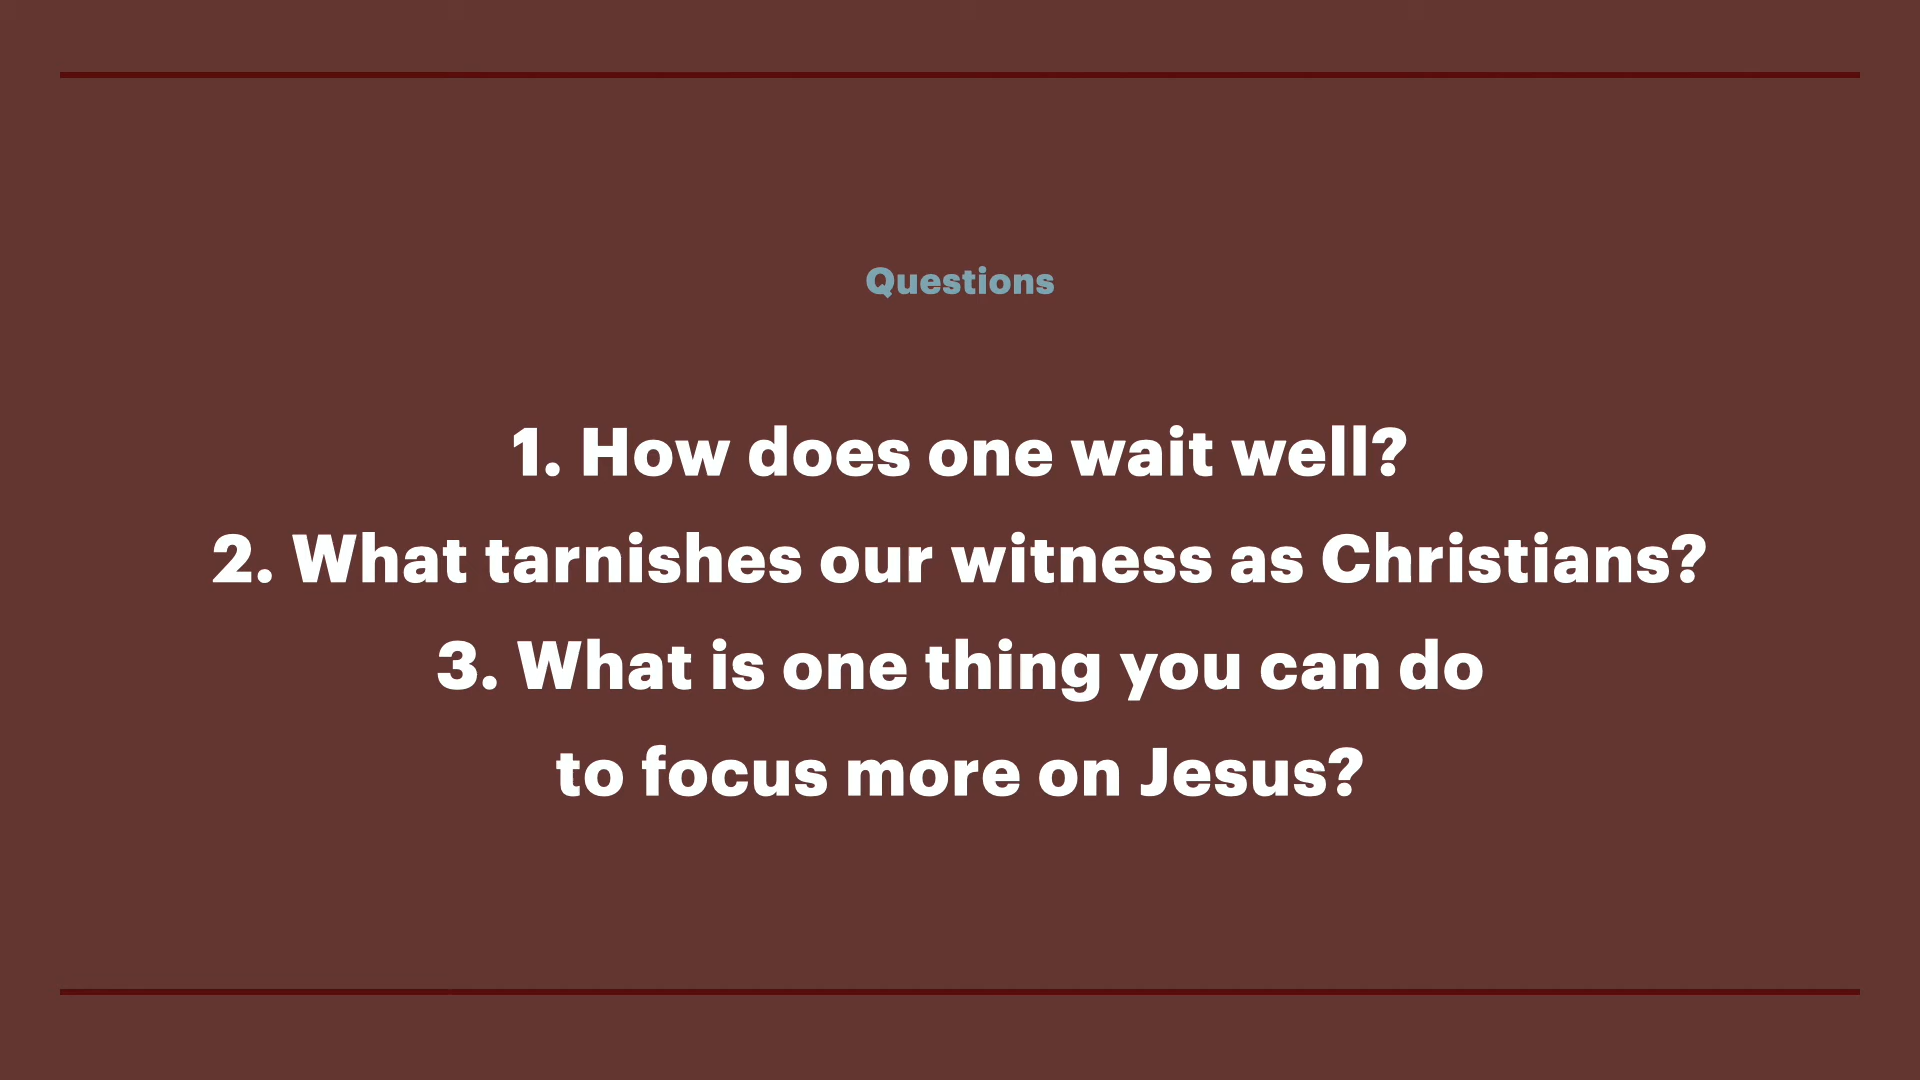 Questions
1. How does one wait well?
2. What tarnishes our witness as Christians?
3. What is one thing you can do
to focus more on Jesus?